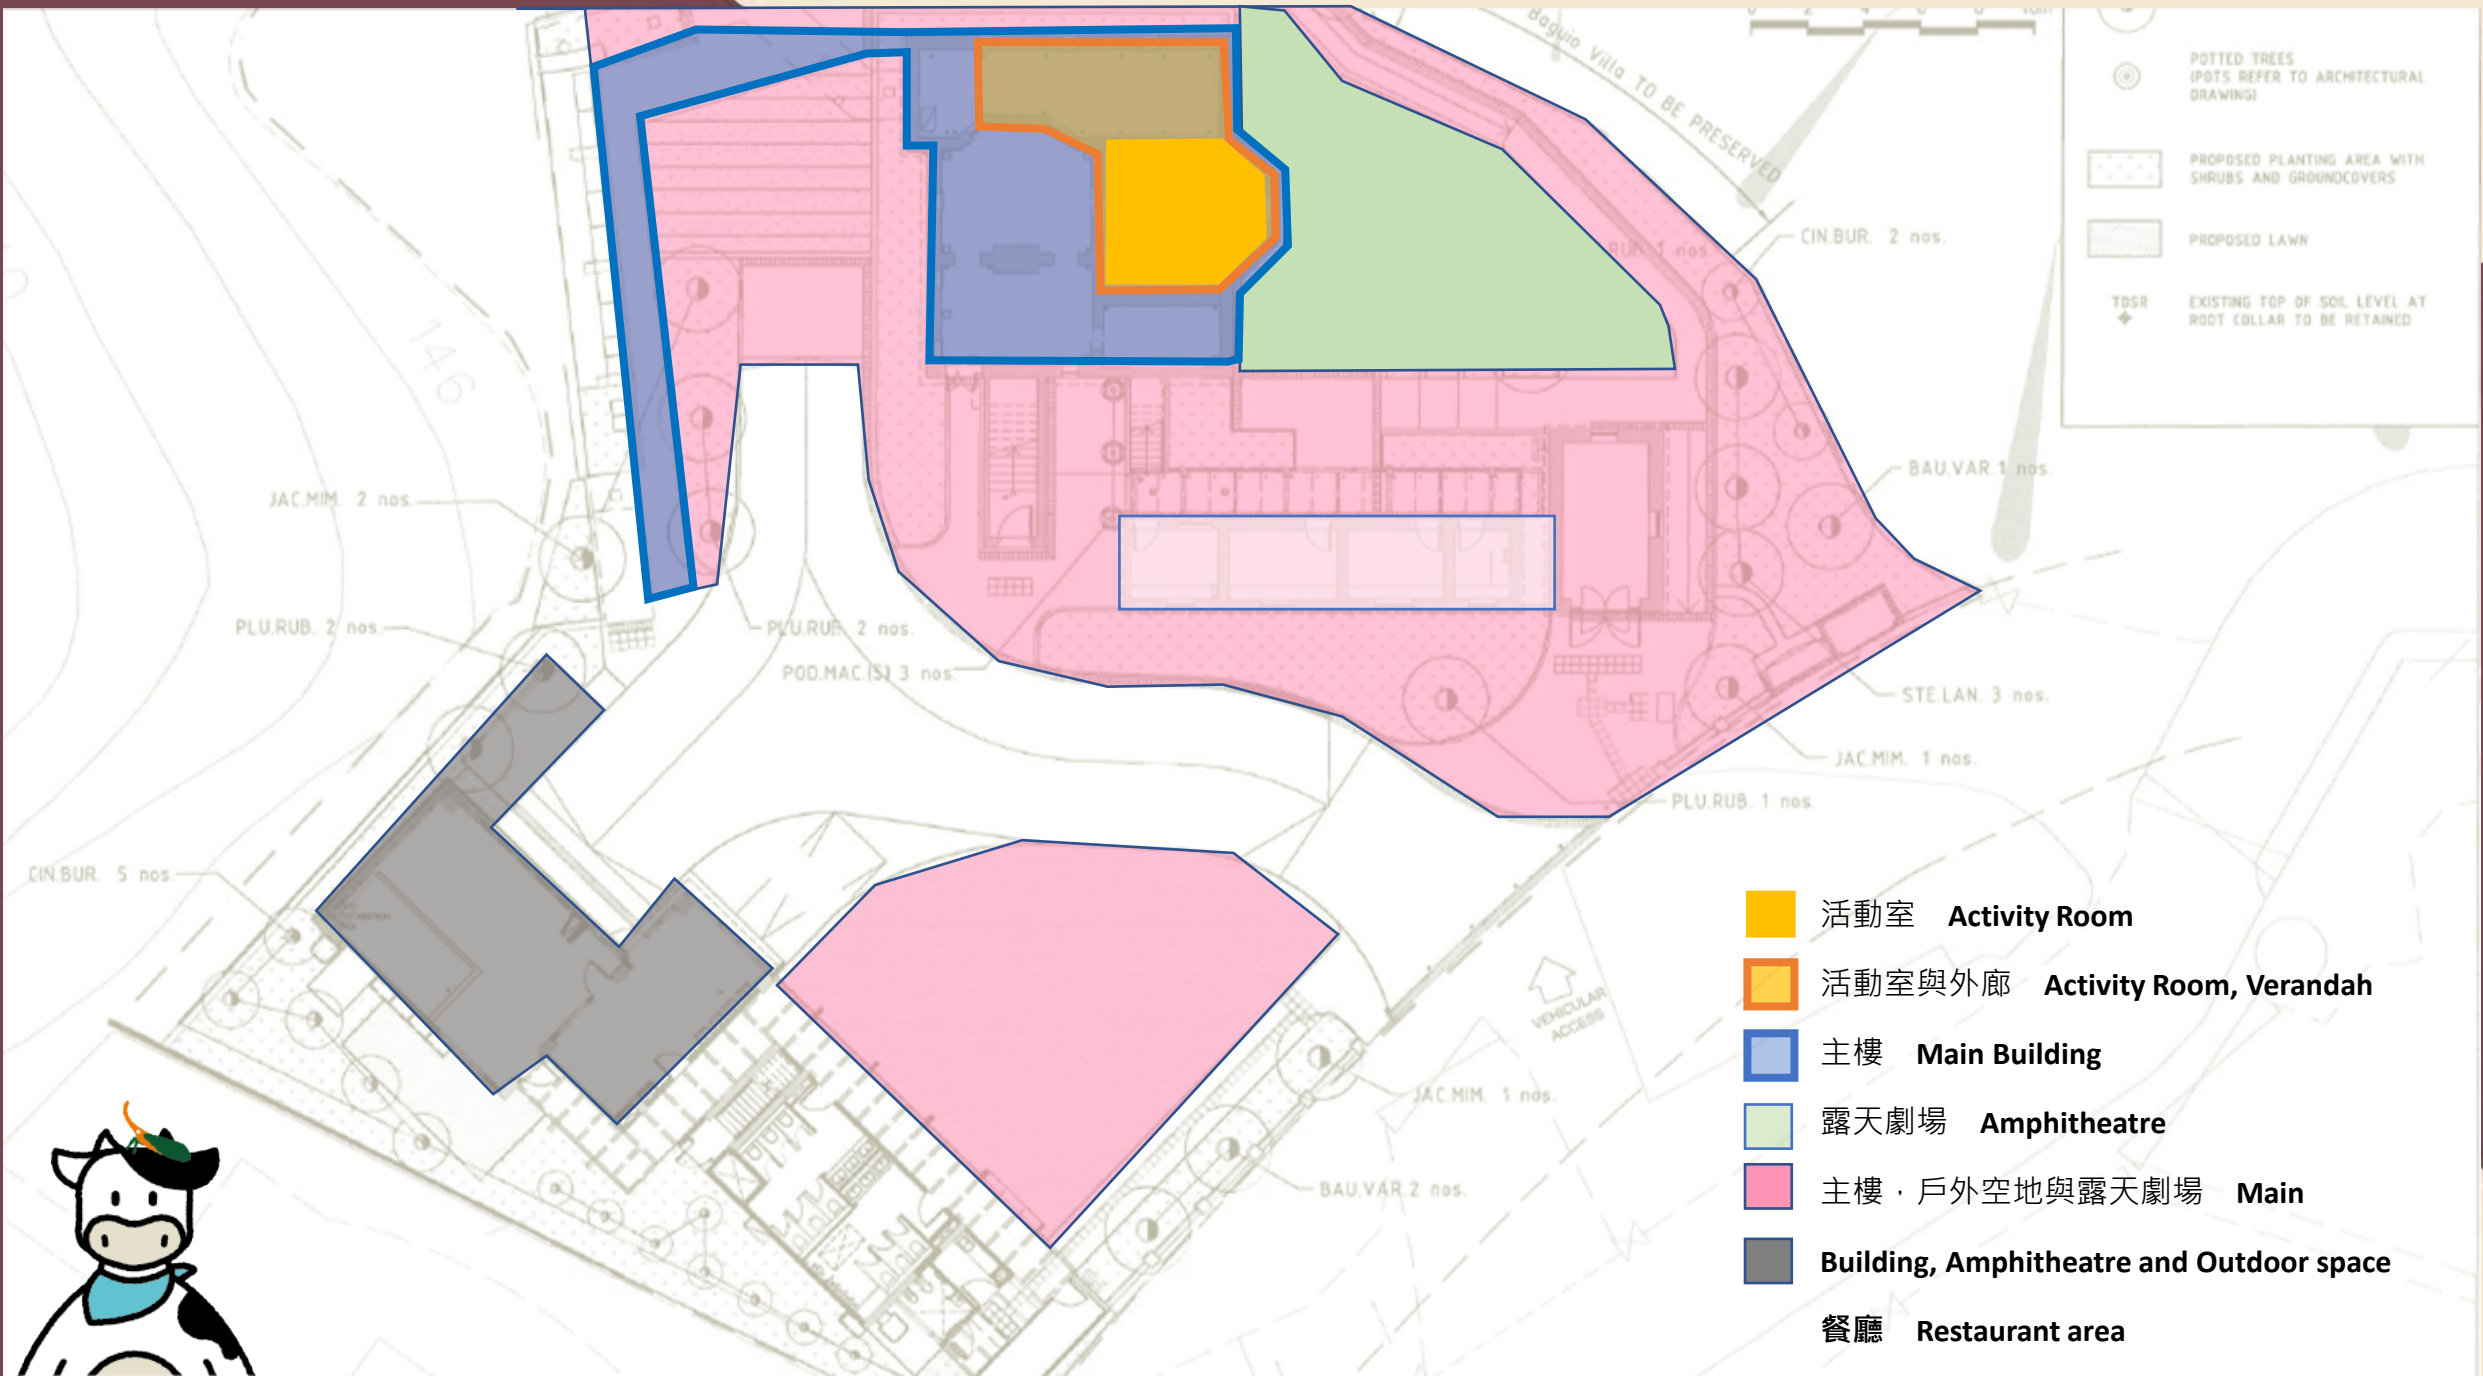 Baguio Villa TO BE PRESERVED
POTTED TREES
(POTS REFER TO ARCHITECTURAL
DRAWING)
PROPOSED PLANTING AREA WITH
SHRUBS AND GROUNDCOVERS
PROPOSED LAWN
TOSR
EXISTING TOP OF SOIL LEVEL AT
ROOT COLLAR TO BE RETAINED
CIN.BUR. 2 nos.
RUB. 1 nos.
146
BAU.VAR.1 nos.
JAC.MIM. 2 nos.
PLU.RUB. 2 nos.
PLU.RUB. 2 nos.
POD.MAC.(S) 3 nos.
STE.LAN. 3 nos.
JAC.MIM. 1 nos.
PLU.RUB. 1 nos.
CIN.BUR. 5 nos.
VEHICULAR
ACCESS
JAC.MIM. 1 nos.
BAU.VAR.2 nos.
活動室 Activity Room
活動室與外廊 Activity Room, Verandah
主樓 Main Building
露天劇場 Amphitheatre
主樓，戶外空地與露天劇場 Main
Building, Amphitheatre and Outdoor space
餐廳 Restaurant area